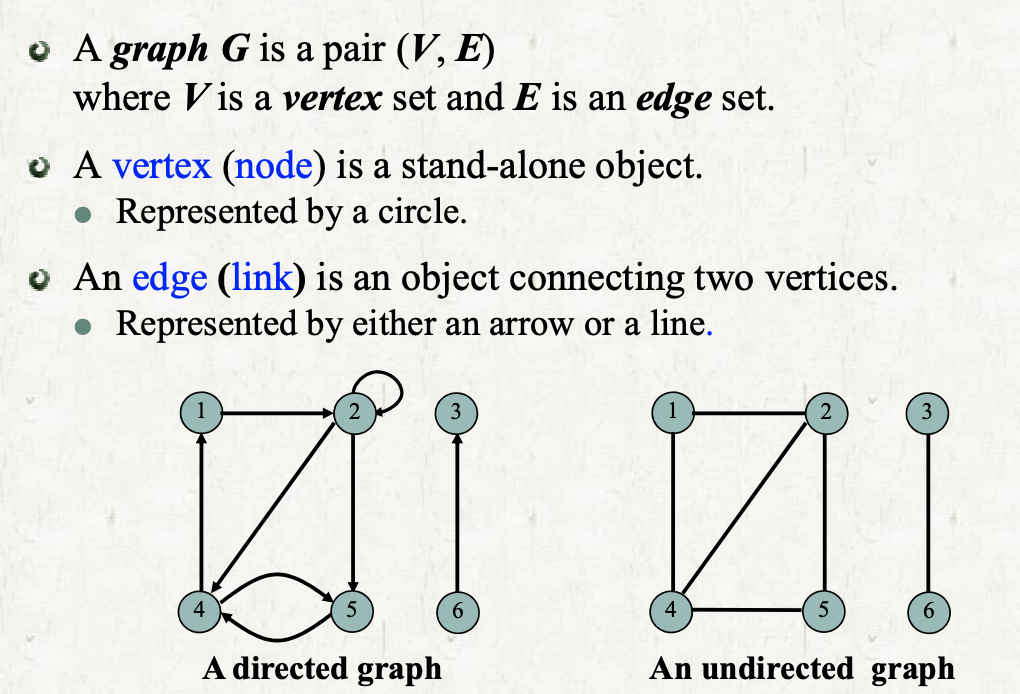 A graph G is a pair (V, E)
where V is a vertex set and E is an edge set.
A vertex (node) is a stand-alone object.
Represented by a circle.
An edge (link) is an object connecting two vertices.
Represented by either an arrow or a line.
1 2 3
4 5 6
A directed graph
1 2 3
4 5 6
An undirected graph